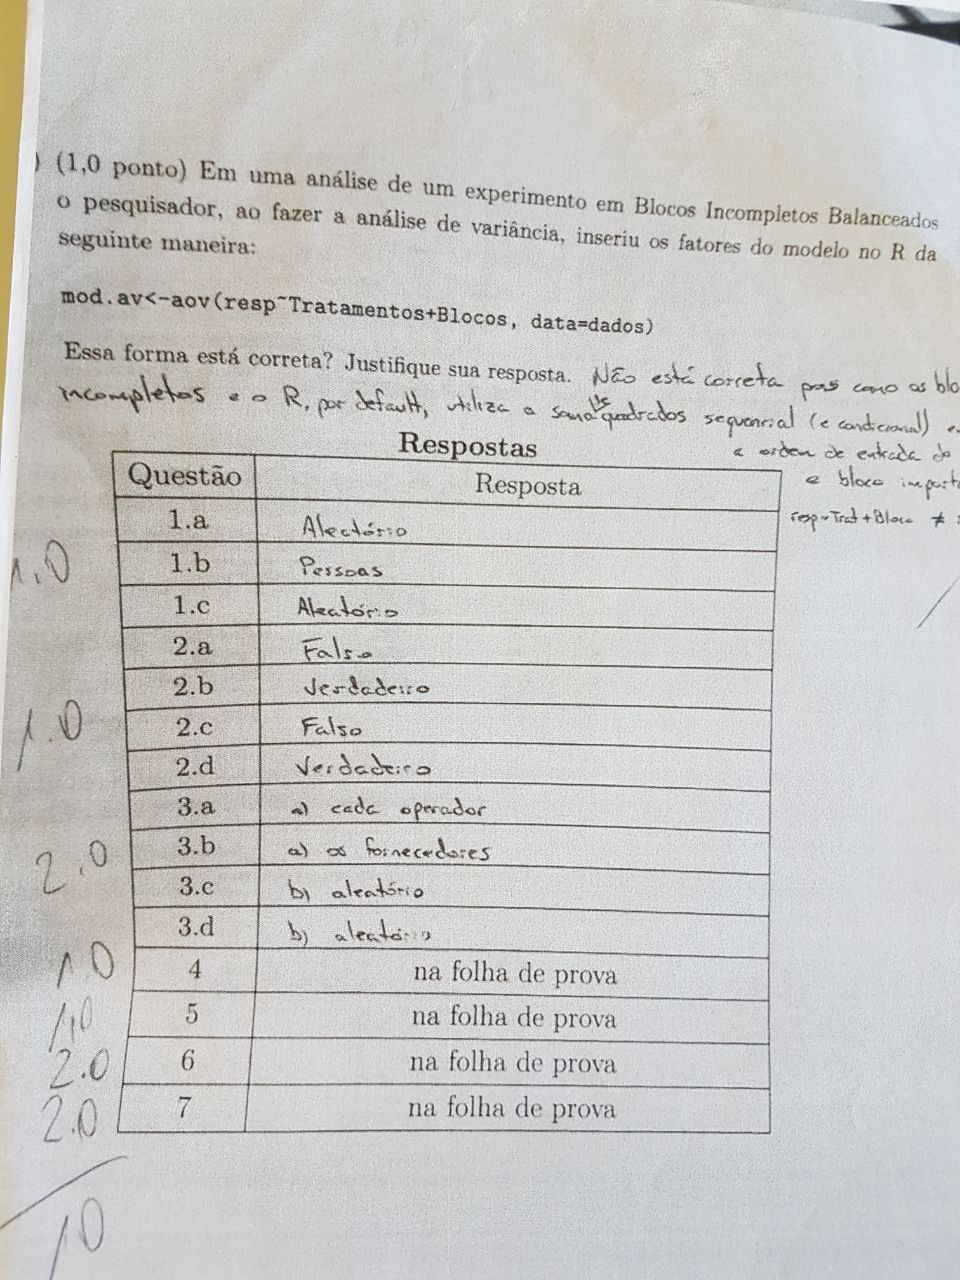 ) (1,0 ponto) Em uma análise de um experimento em Blocos Incompletos Balanceados
o pesquisador, ao fazer a análise de variância, inseriu os fatores do modelo no R da
seguinte maneira:
mod.av<-aov(resp~Tratamentos+Blocos, data=dados)
Essa forma está correta? Justifique sua resposta. Não está correta pois como os blo
incompletos e o R, por default, utiliza a soma de quadrados sequencial (e condicional) e
a ordem de entrada do
e bloco import
resp~Trat+Bloco ≠
Respostas
Questão Resposta
1.a Aleatório
1.b Pessoas
1.0
1.c Aleatório
2.a Falso
2.b Verdadeiro
1.0
2.c Falso
2.d Verdadeiro
3.a a) cada operador
2.0
3.b a) os fornecedores
3.c b) aleatório
3.d b) aleatório
1.0 4 na folha de prova
1,0 5 na folha de prova
2.0 6 na folha de prova
2.0 7 na folha de prova
10